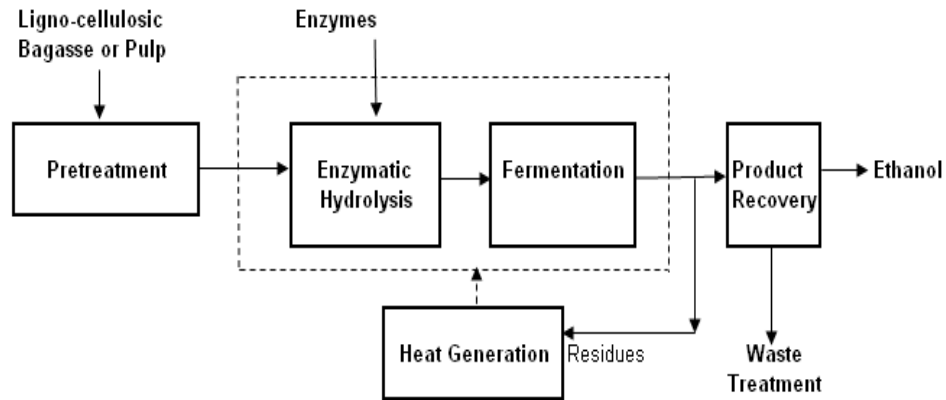 Ligno-cellulosic
Bagasse or Pulp
Enzymes
Pretreatment
Enzymatic
Hydrolysis
Fermentation
Product
Recovery
Ethanol
Heat Generation
Residues
Waste
Treatment